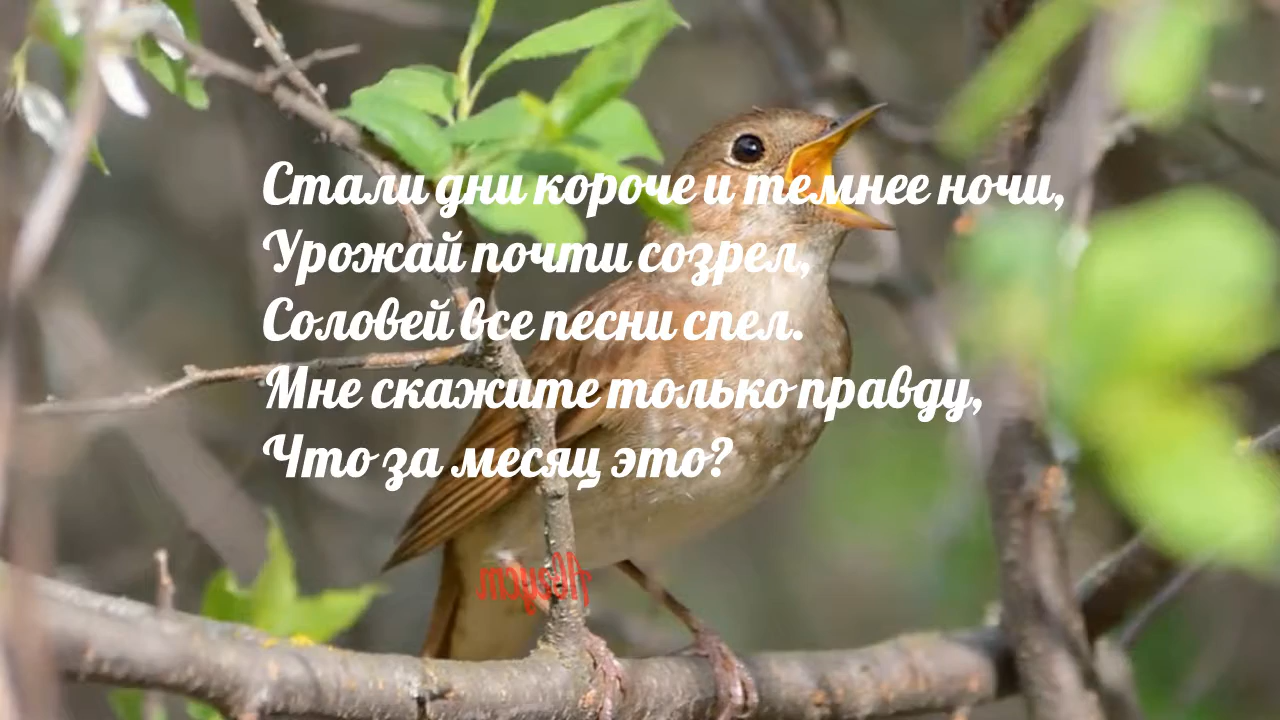 Стали дни короче и темнее ночи,
Урожай почти созрел,
Соловей все песни спел.
Мне скажите только правду,
Что за месяц это?
Август